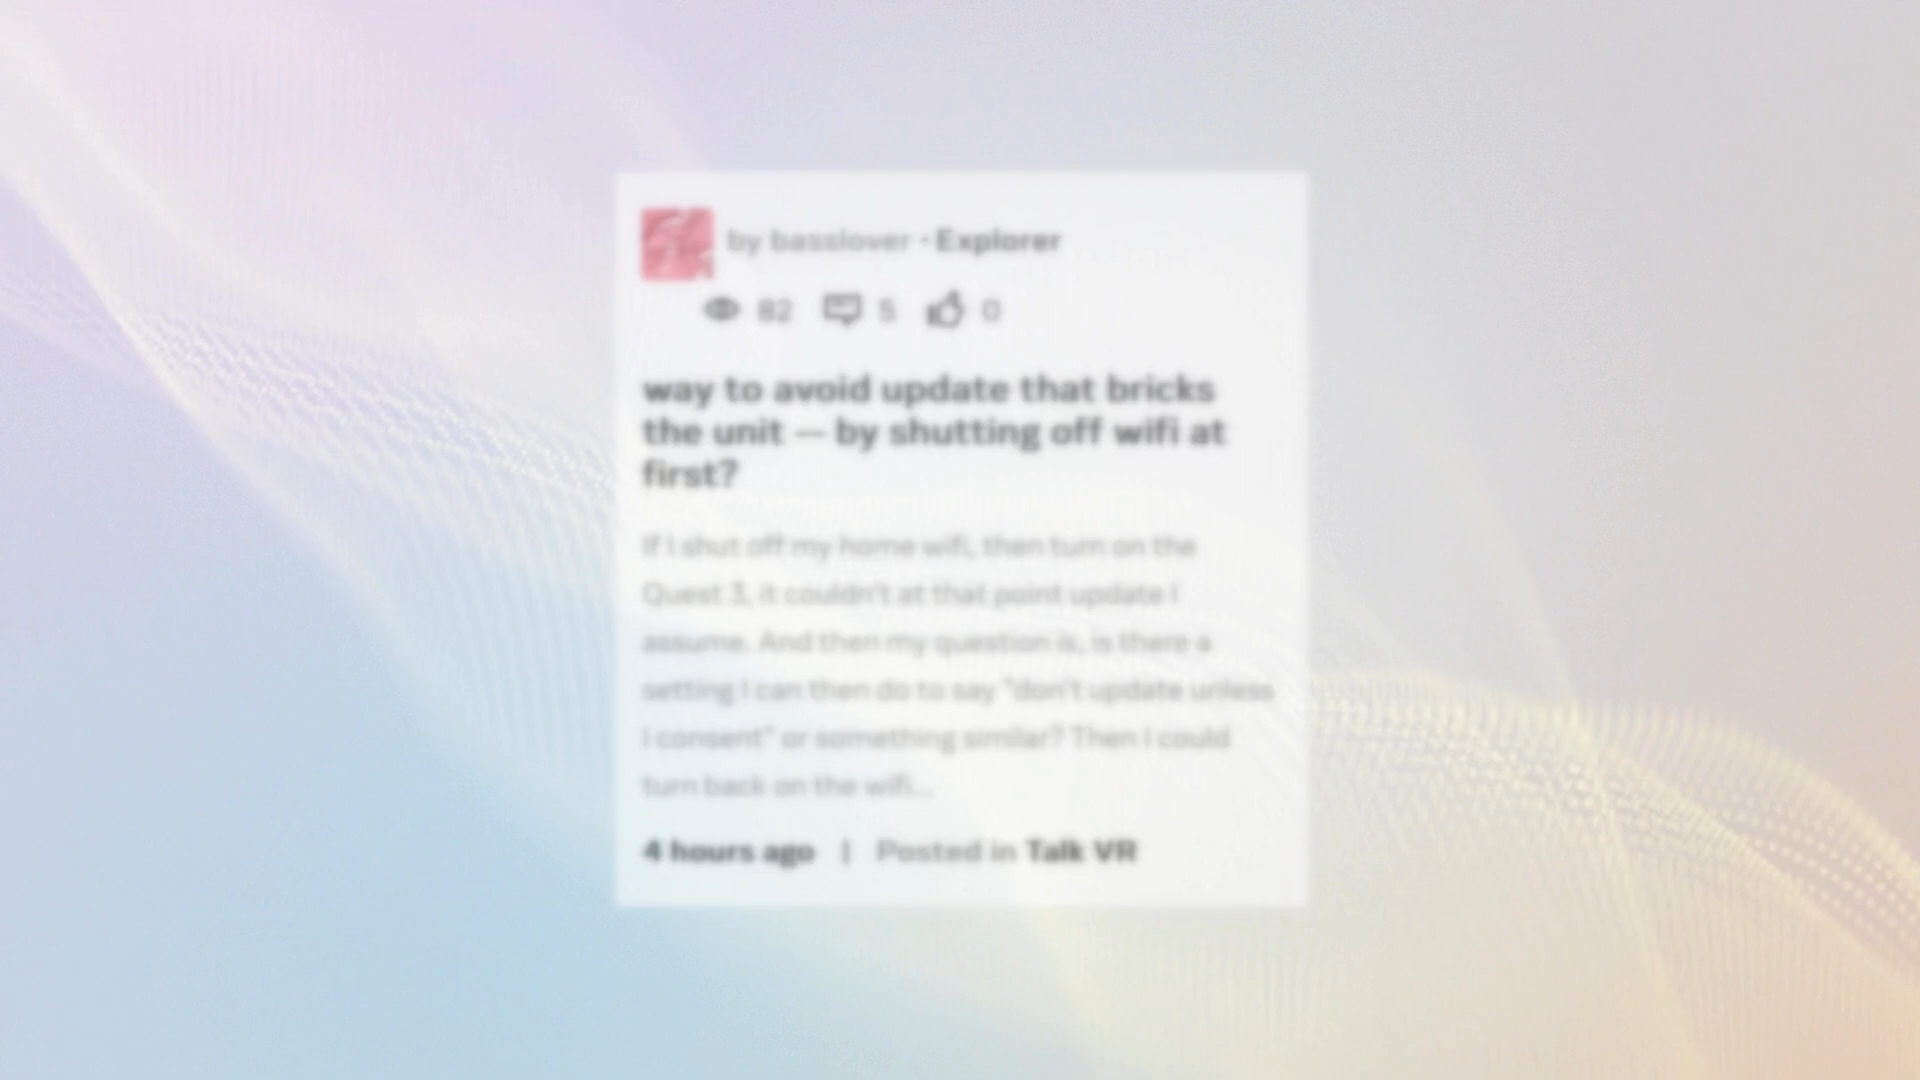 by basslover · Explorer
82 5 0
way to avoid update that bricks
the unit — by shutting off wifi at
first?
If I shut off my home wifi, then turn on the
Quest 3, it couldn't at that point update I
assume. And then my question is, is there a
setting I can then do to say "don't update unless
I consent" or something similar? Then I could
turn back on the wifi...
4 hours ago | Posted in Talk VR